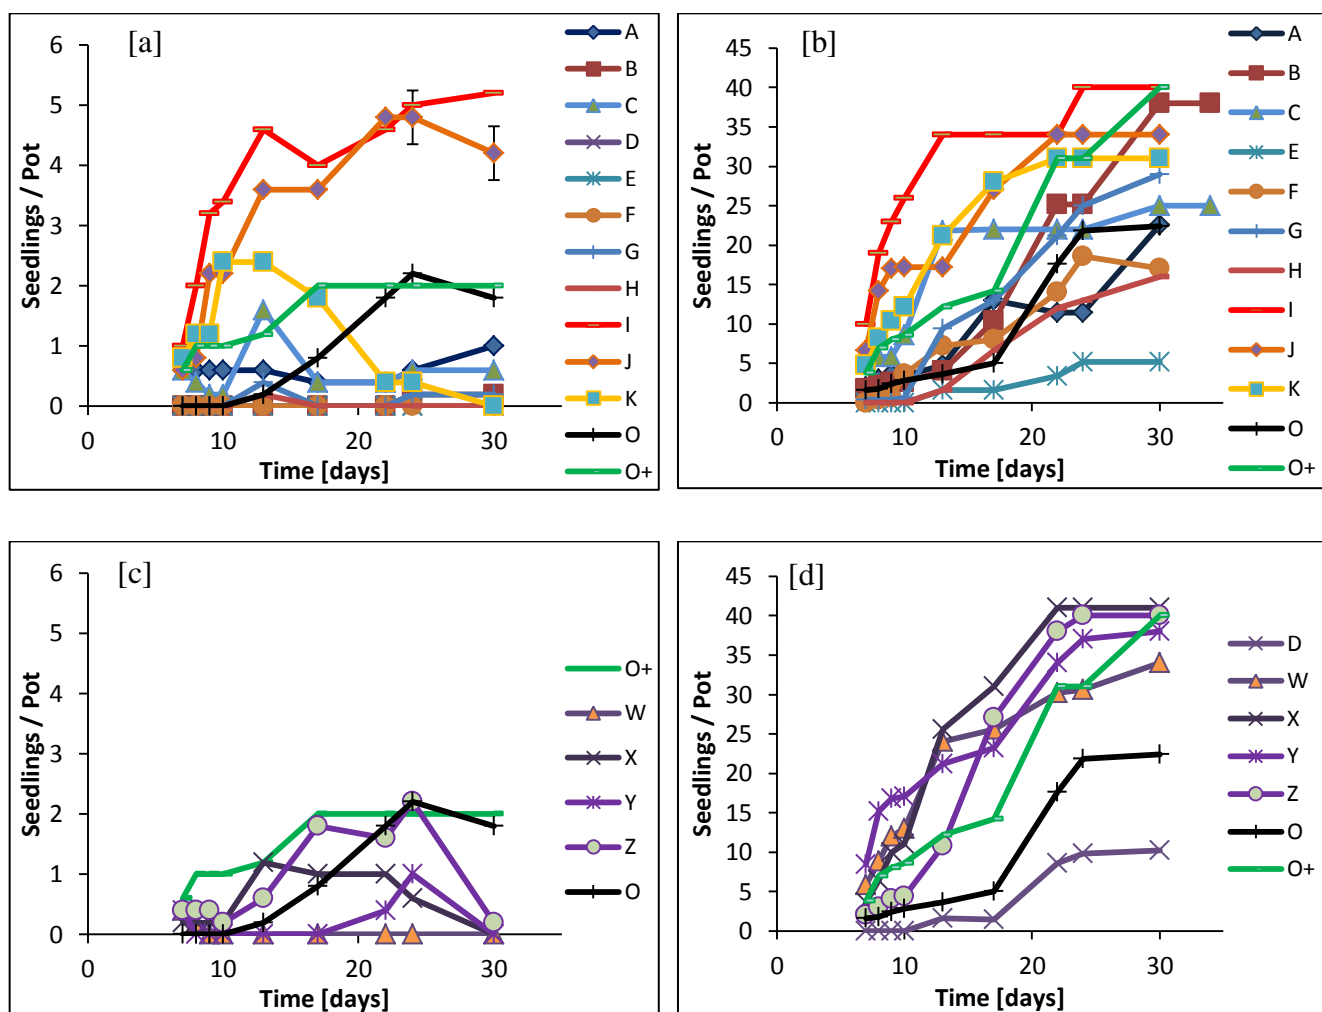 [a]
Seedlings / Pot
6
5
4
3
2
1
0
0 10 20 30
Time [days]
A
B
C
D
E
F
G
H
I
J
K
O
O+
[b]
Seedlings / Pot
45
40
35
30
25
20
15
10
5
0
0 10 20 30
Time [days]
A
B
C
E
F
G
H
I
J
K
O
O+
[c]
Seedlings / Pot
6
5
4
3
2
1
0
0 10 20 30
Time [days]
O+
W
X
Y
Z
O
[d]
Seedlings / Pot
45
40
35
30
25
20
15
10
5
0
0 10 20 30
Time [days]
D
W
X
Y
Z
O
O+